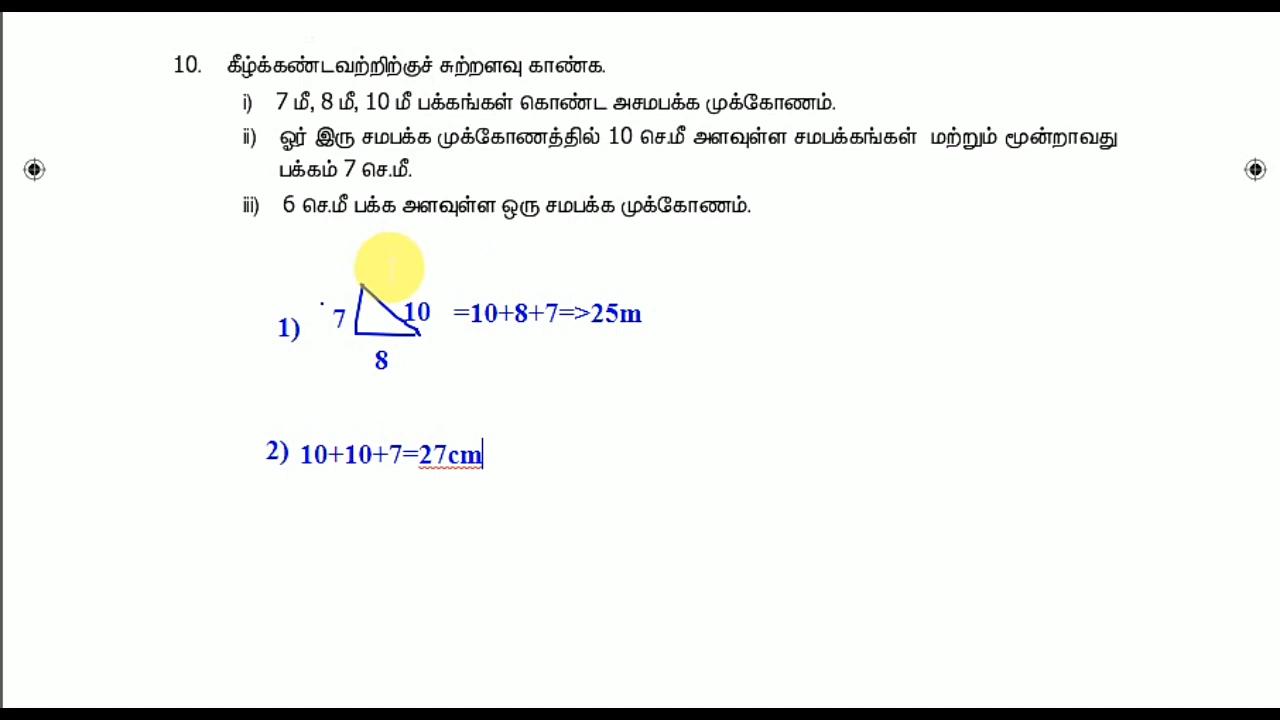 10. கீழ்க்கண்டவற்றிற்குச் சுற்றளவு காண்க.
i) 7 மீ, 8 மீ, 10 மீ பக்கங்கள் கொண்ட அசமபக்க முக்கோணம்.
ii) ஓர் இரு சமபக்க முக்கோணத்தில் 10 செ.மீ அளவுள்ள சமபக்கங்கள் மற்றும் மூன்றாவது
பக்கம் 7 செ.மீ.
iii) 6 செ.மீ பக்க அளவுள்ள ஒரு சமபக்க முக்கோணம்.
1) 7 10 =10+8+7=>25m
8
2) 10+10+7=27cm